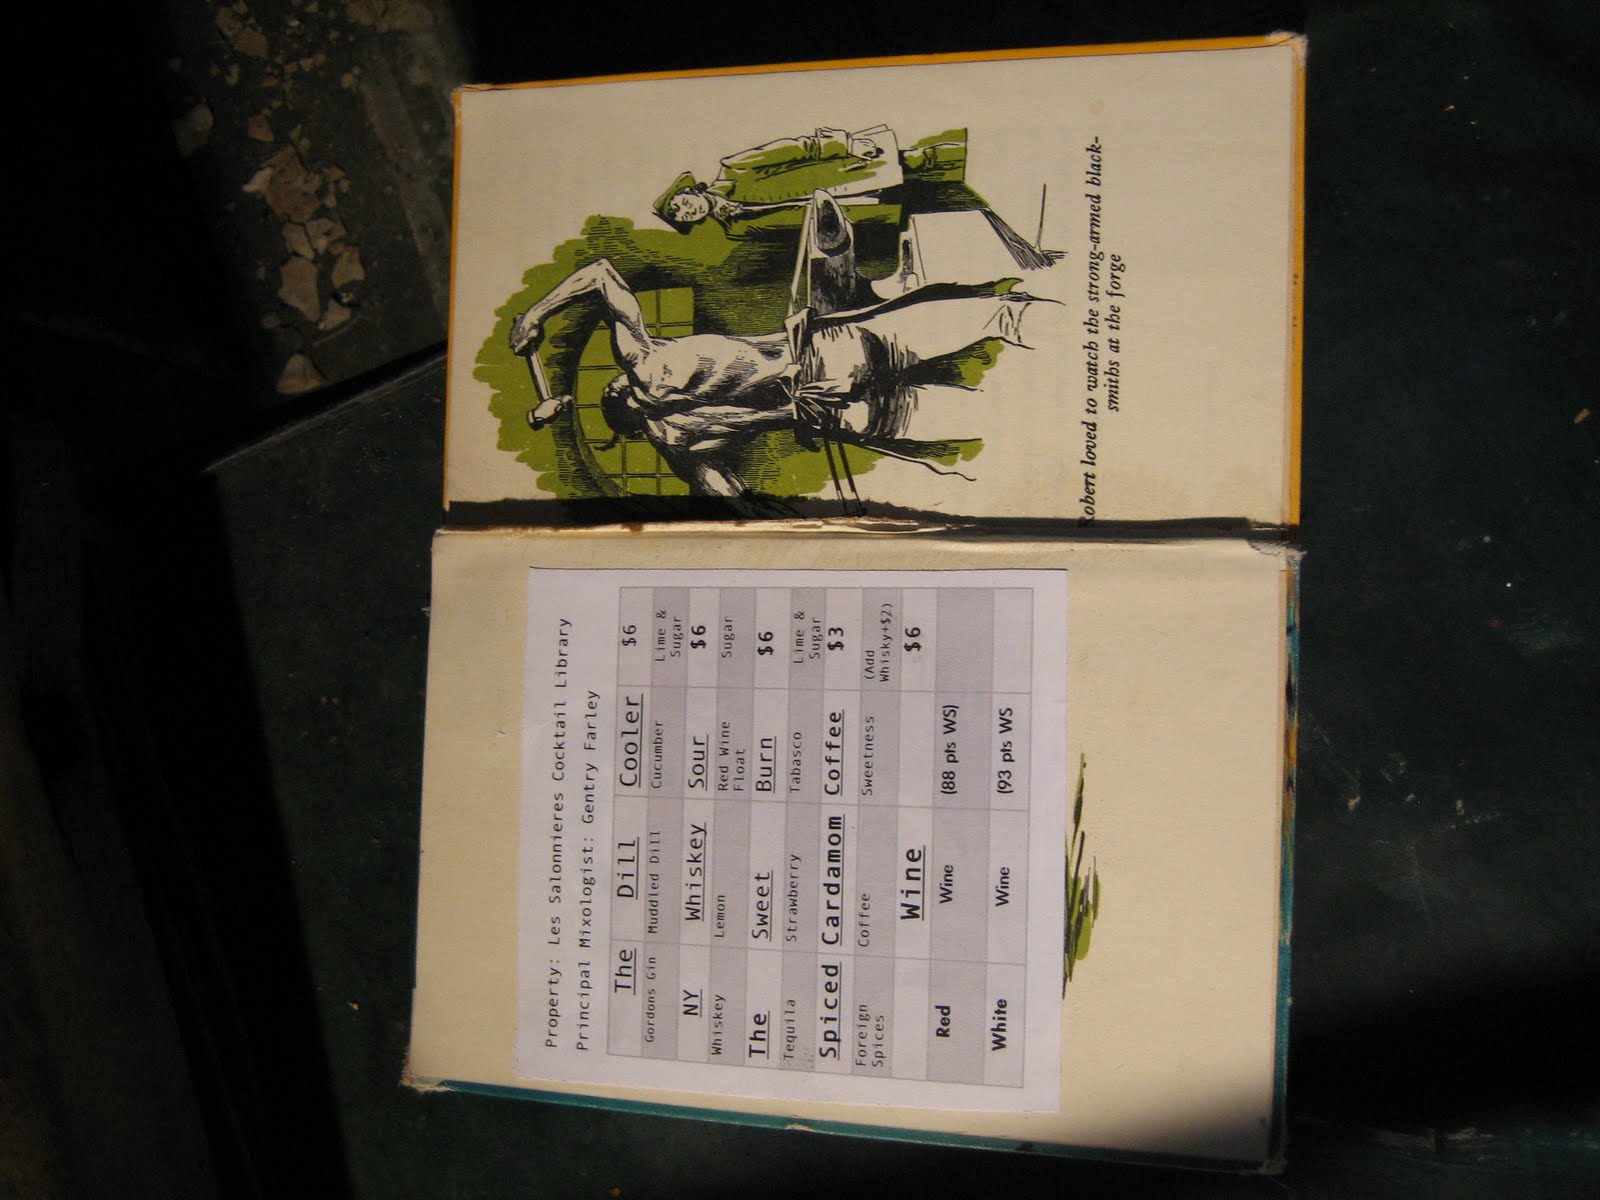 Property: Les Salonnieres Cocktail Library
Principal Mixologist: Gentry Farley
The Dill Cooler $6
Gordons Gin Muddled Dill Cucumber Lime & Sugar
NY Whiskey Sour $6
Whiskey Lemon Red Wine Float Sugar
The Sweet Burn $6
Tequila Strawberry Tabasco Lime & Sugar
Spiced Cardamom Coffee $3
Foreign Spices Coffee Sweetness (Add Whisky+$2)
Wine $6
Red Wine (88 pts WS)
White Wine (93 pts WS
Robert loved to watch the strong-armed black-
smiths at the forge